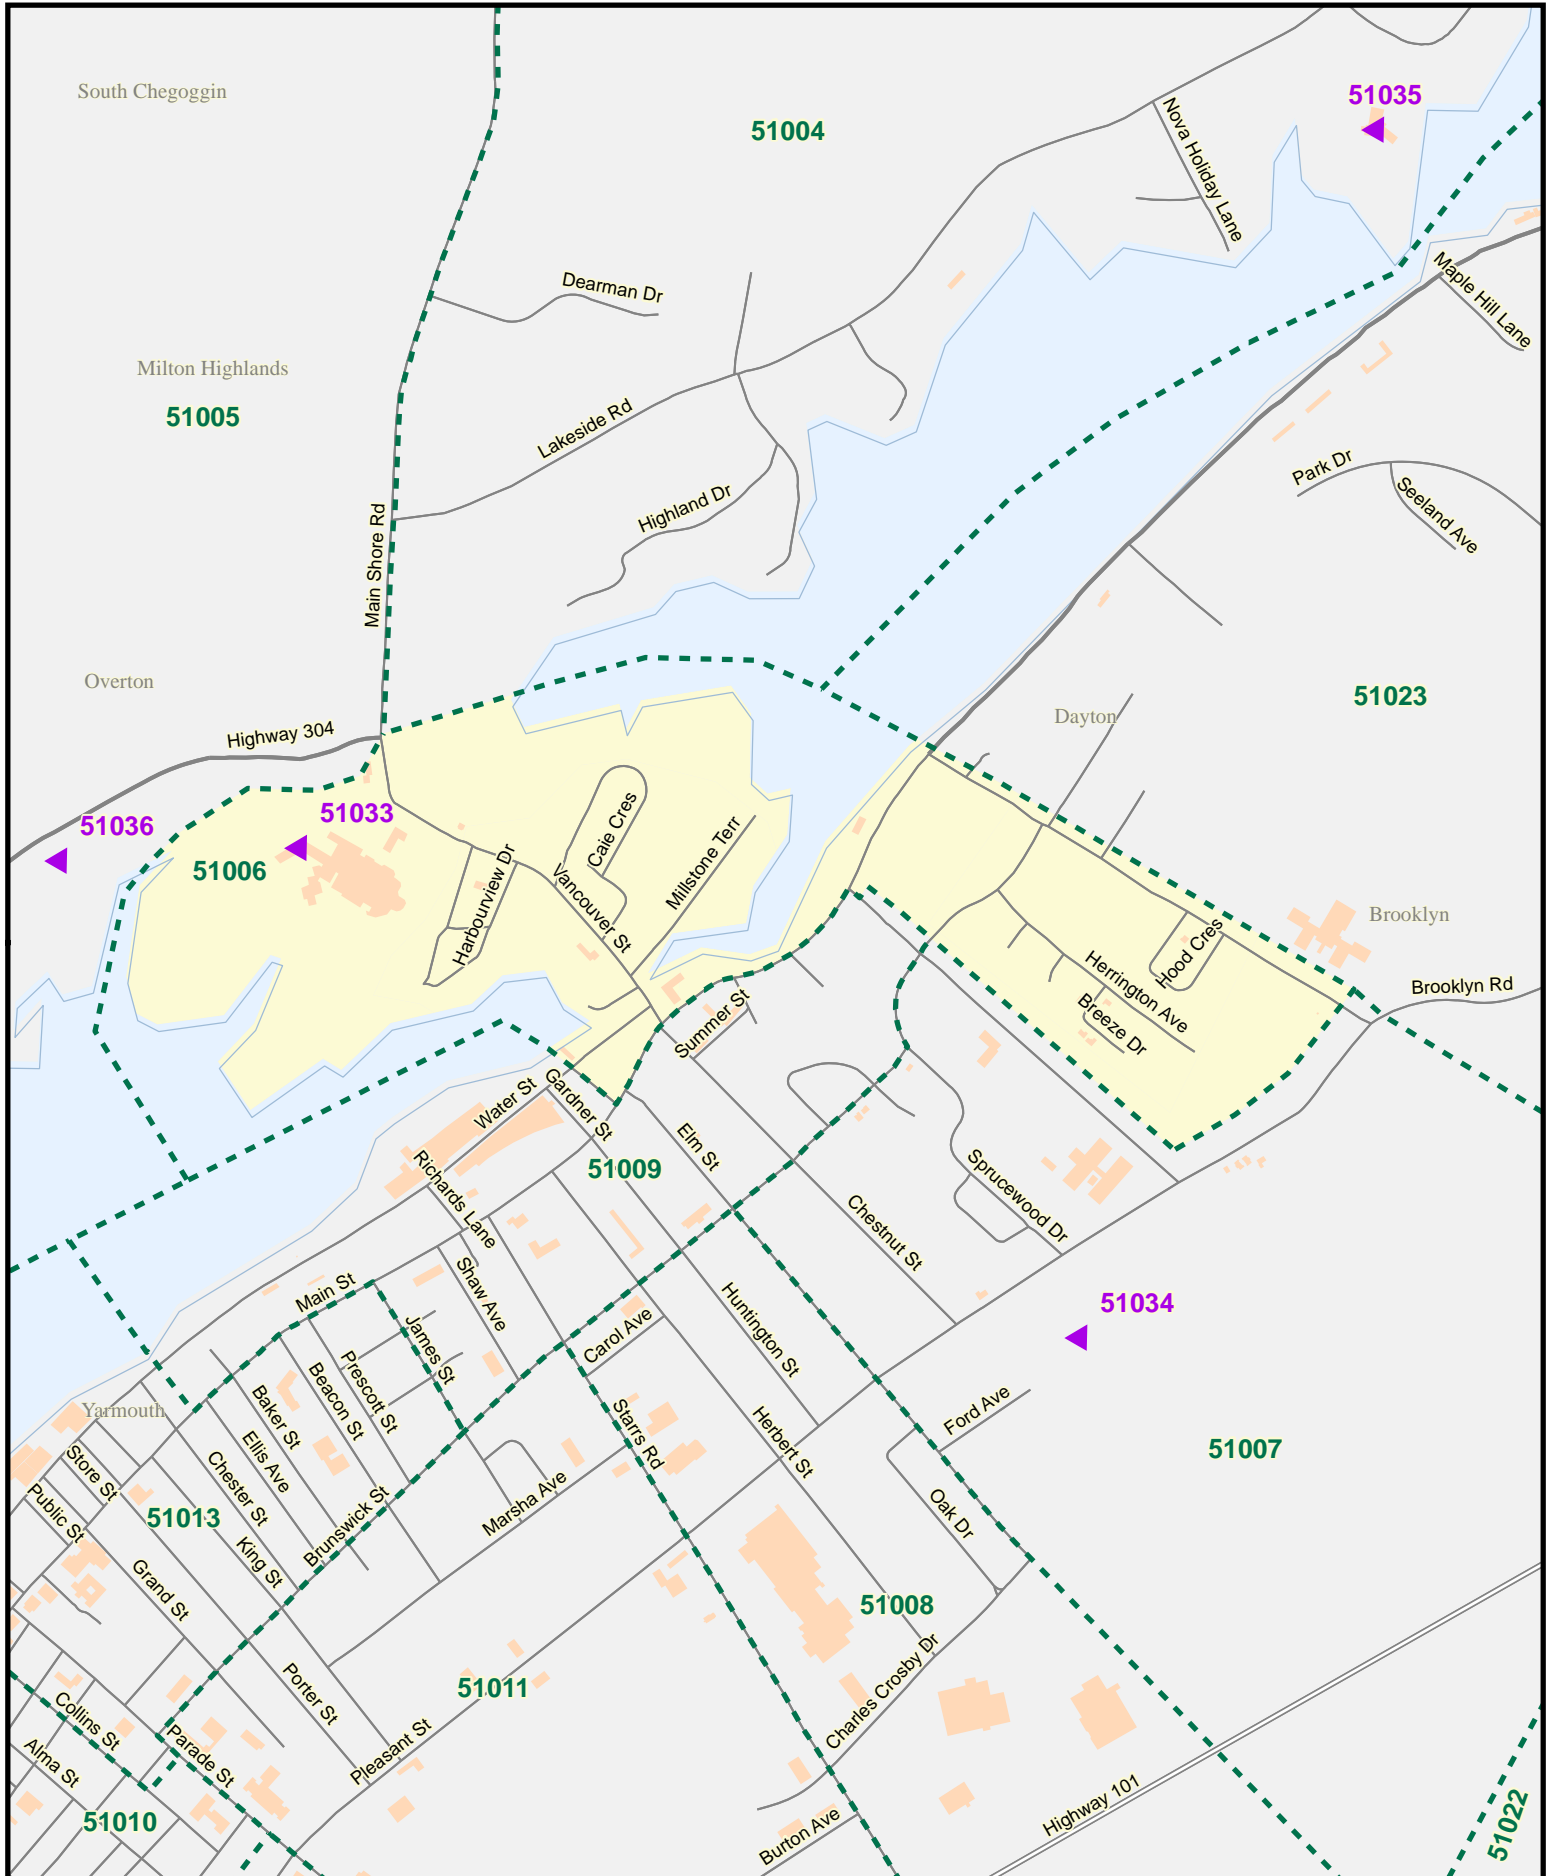 South Chegoggin
51035
51004
Nova Holiday Lane
Maple Hill Lane
Dearman Dr
Milton Highlands
51005
Lakeside Rd
Park Dr
Seeland Ave
Highland Dr
Main Shore Rd
Overton
51023
Dayton
Highway 304
51033
51036
51006
Caie Cres
Millstone Terr
Harbourview Dr
Vancouver St
Brooklyn
Hood Cres
Herrington Ave
Brooklyn Rd
Breeze Dr
Summer St
Water St
Gardner St
Elm St
51009
Richards Lane
Sprucewood Dr
Chestnut St
Shaw Ave
Main St
51034
James St
Carol Ave
Huntington St
Prescott St
Beacon St
Baker St
Yarmouth
Starrs Rd
Herbert St
Ford Ave
51007
Ellis Ave
Store St
Chester St
Public St
51013
Brunswick St
Marsha Ave
Oak Dr
King St
Grand St
51008
Porter St
51011
Charles Crosby Dr
Collins St
Parade St
Pleasant St
Alma St
51010
Highway 101
Burton Ave
51022